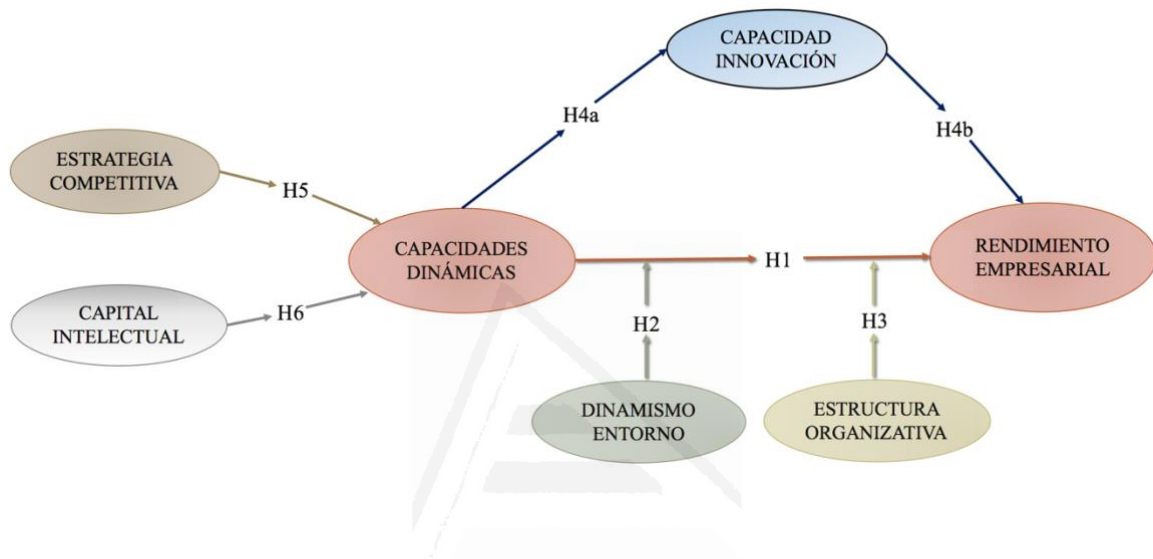 CAPACIDAD
INNOVACIÓN
H4a
H4b
ESTRATEGIA
COMPETITIVA
H5
CAPACIDADES
DINÁMICAS
H1
RENDIMIENTO
EMPRESARIAL
CAPITAL
INTELECTUAL
H6
H2
H3
DINAMISMO
ENTORNO
ESTRUCTURA
ORGANIZATIVA